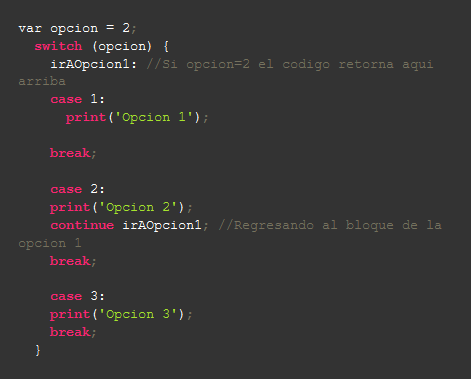 var opcion = 2;
switch (opcion) {
irAOpcion1: //Si opcion=2 el codigo retorna aqui
arriba
case 1:
print('Opcion 1');
break;
case 2:
print('Opcion 2');
continue irAOpcion1; //Regresando al bloque de la
opcion 1
break;
case 3:
print('Opcion 3');
break;
}